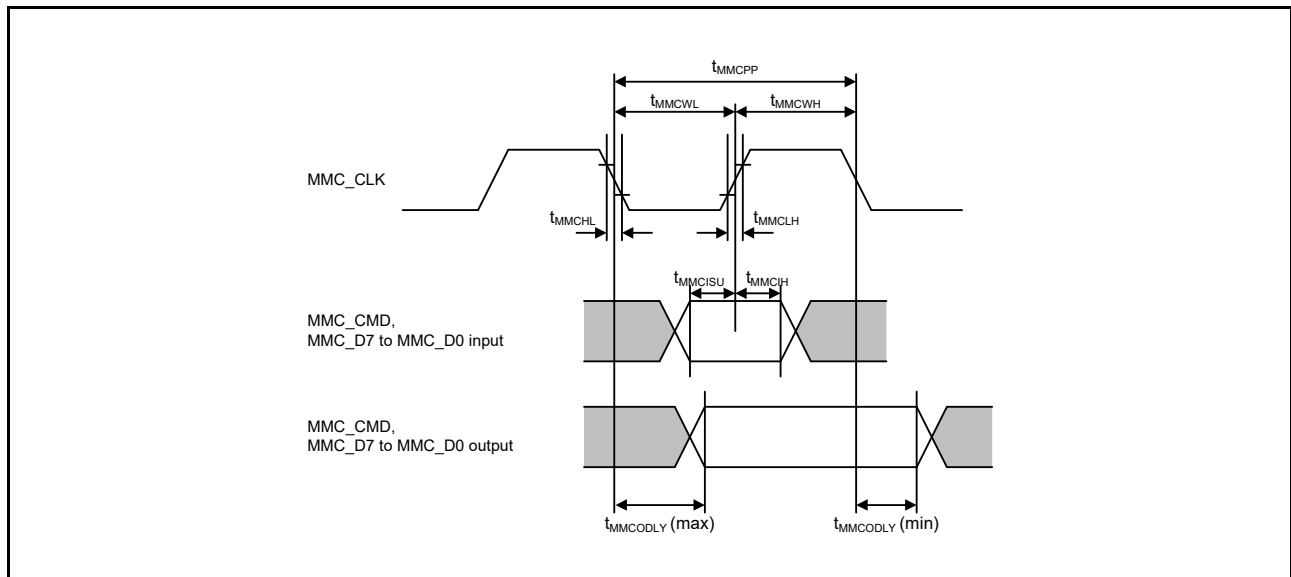 tMMCPP
tMMCWL
tMMCWH
MMC_CLK
tMMCHL
tMMCLH
tMMCISU
tMMCIH
MMC_CMD,
MMC_D7 to MMC_D0 input
MMC_CMD,
MMC_D7 to MMC_D0 output
tMMCODLY (max)
tMMCODLY (min)